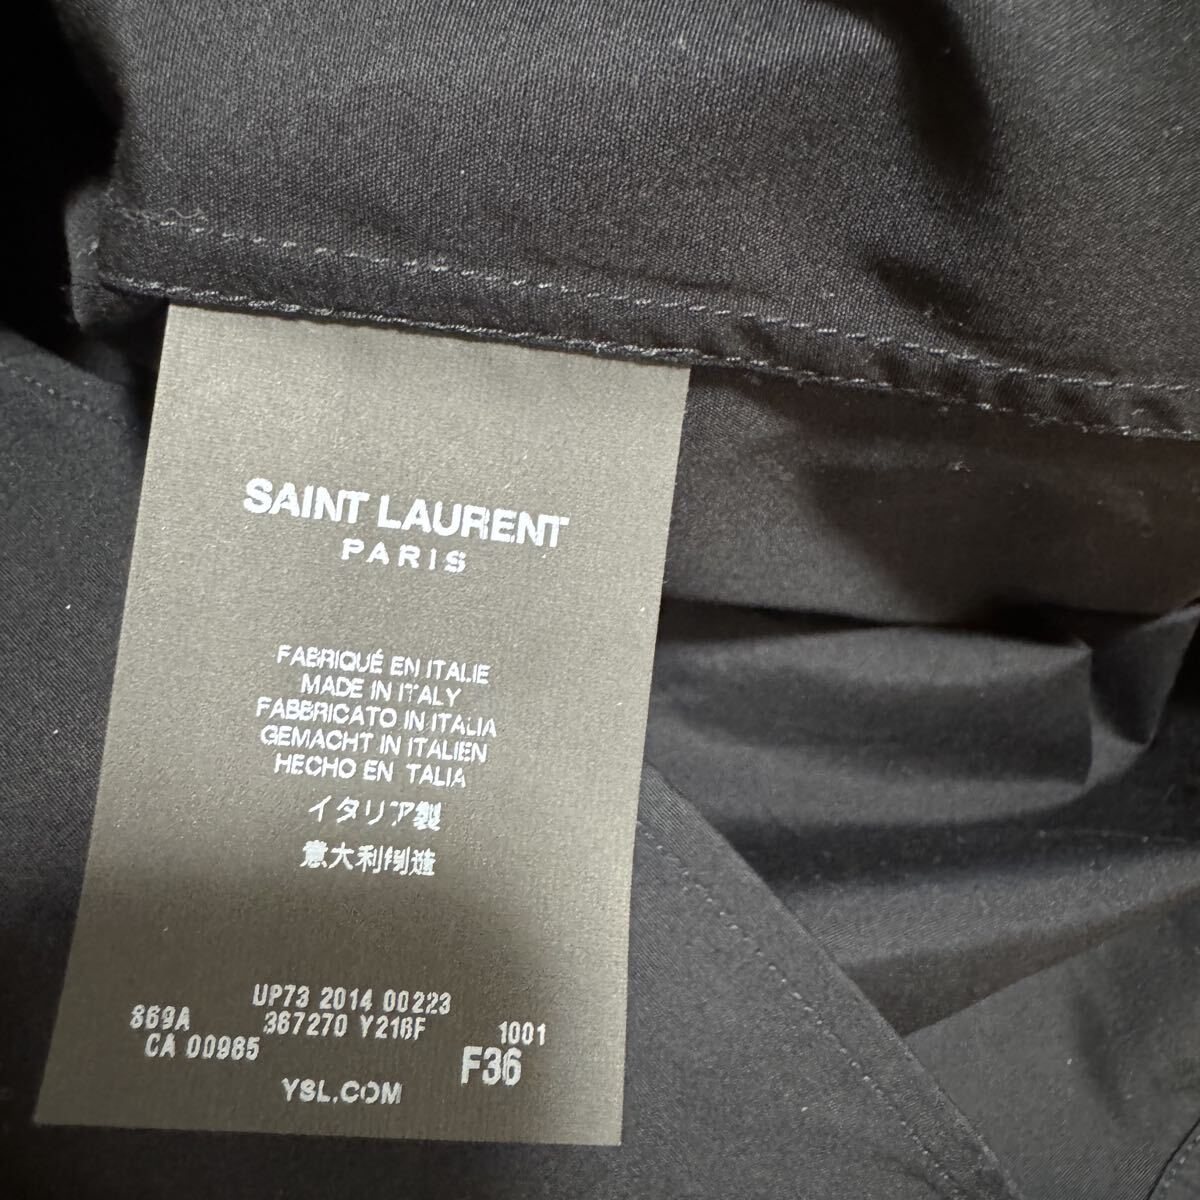 SAINT LAURENT
PARIS
FABRIQUÉ EN ITALIE
MADE IN ITALY
FABBRICATO IN ITALIA
GEMACHT IN ITALIEN
HECHO EN TALIA
イタリア製
意大利制造
UP73 2014 00223
869A 367270 Y216F 1001
CA 00985 F36
YSL.COM